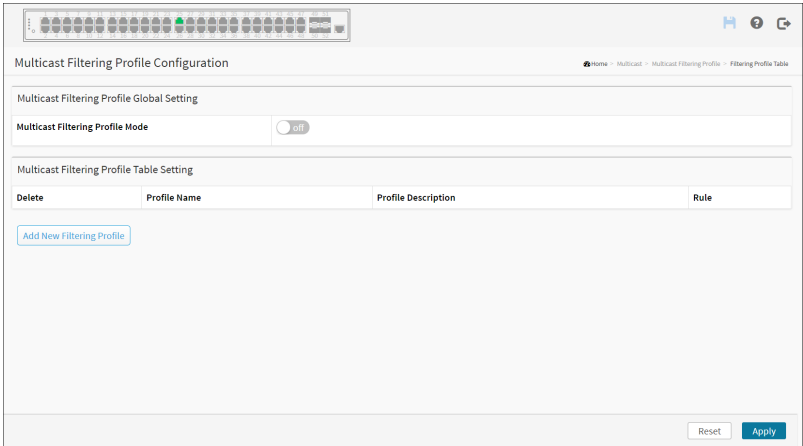 Multicast Filtering Profile Configuration
Home > Multicast > Multicast Filtering Profile > Filtering Profile Table
Multicast Filtering Profile Global Setting
Multicast Filtering Profile Mode
off
Multicast Filtering Profile Table Setting
Delete Profile Name Profile Description Rule
Add New Filtering Profile
Reset Apply